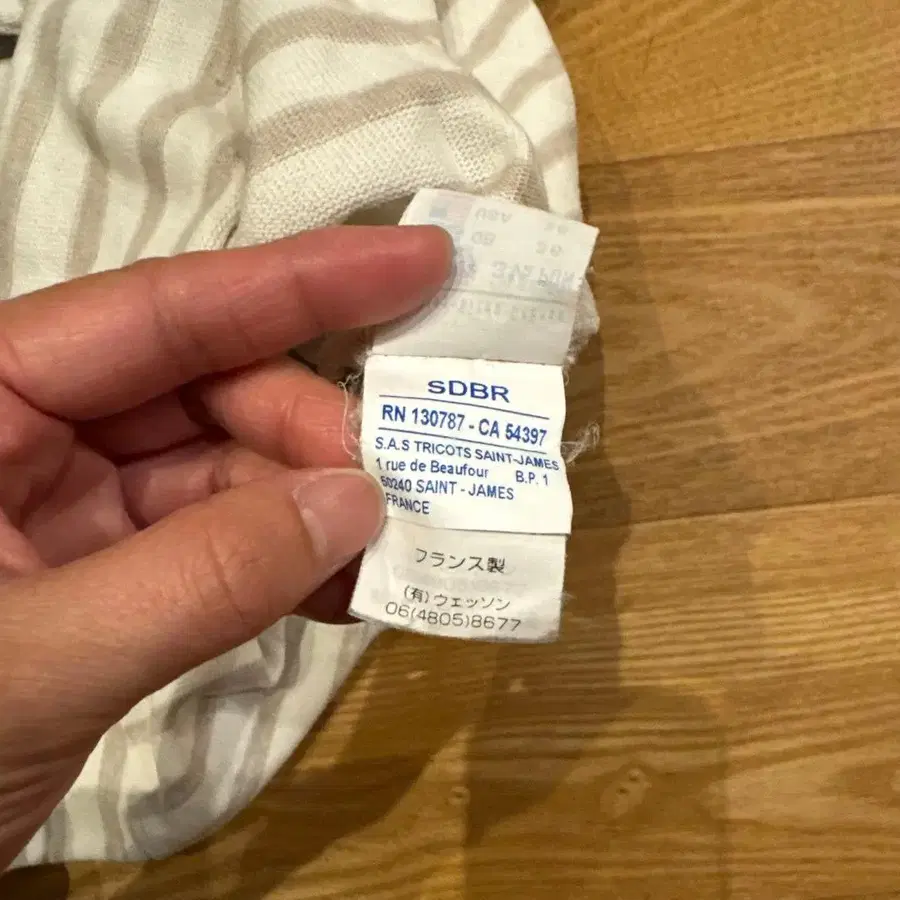 SDBR
RN 130787 - CA 54397
S.A.S TRICOTS SAINT-JAMES
1 rue de Beaufour B.P. 1
50240 SAINT - JAMES
FRANCE
フランス製
(有)ウェッソン
06(4805)8677